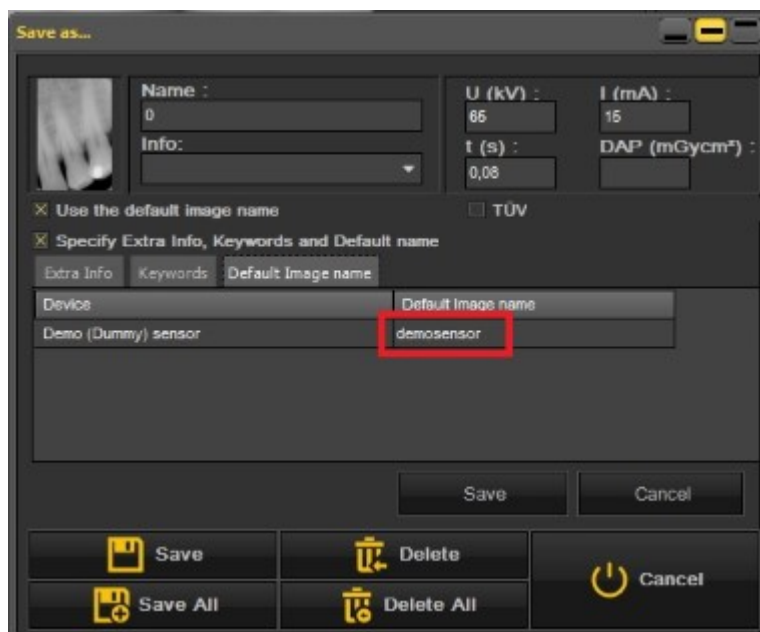 Save as...
Name :
0
Info:
U (kV) :
65
I (mA) :
15
t (s) :
0,08
DAP (mGycm²) :
Use the default image name
TÜV
Specify Extra Info, Keywords and Default name
Extra Info Keywords Default Image name
Device Default Image name
Demo (Dummy) sensor demosensor
Save Cancel
Save Delete
Cancel
Save All Delete All